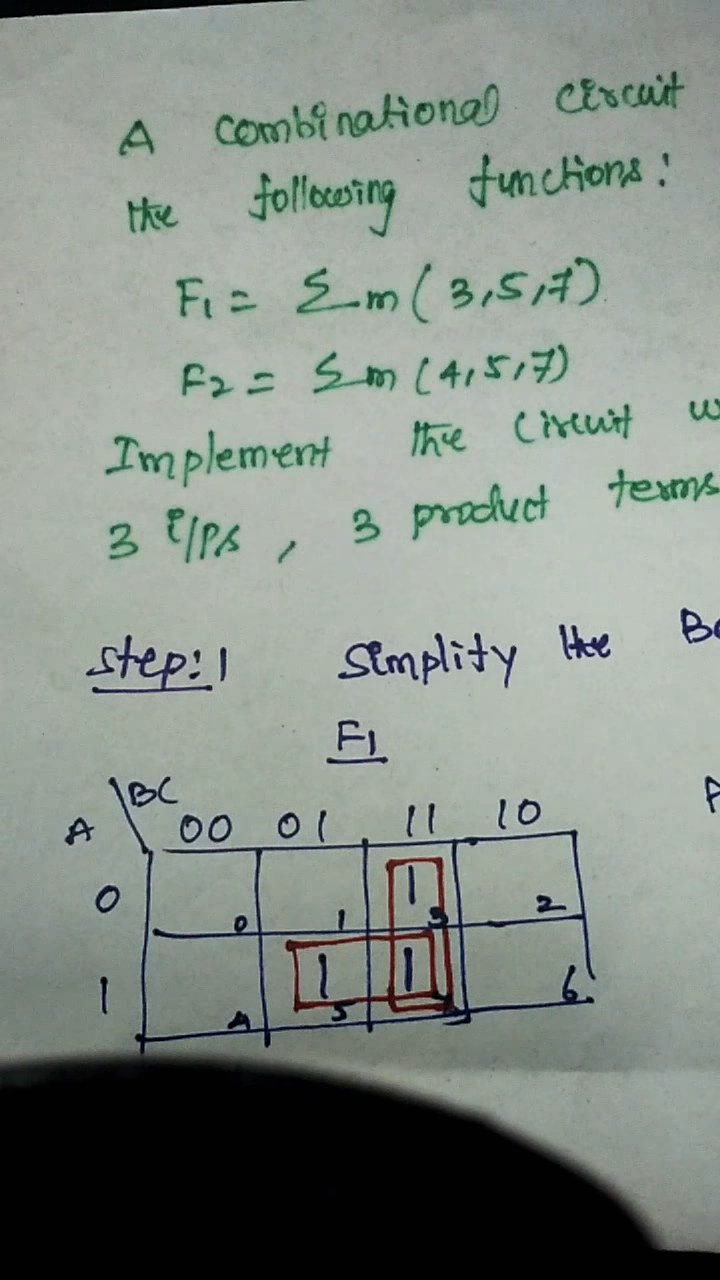 A combinational circuit
the following functions:
F1 = Σm(3,5,7)
F2 = Σm(4,5,7)
Implement the circuit
3 i/ps, 3 product terms
Step:1 Simplify the
F1
A \ BC 00 01 11 10
0 0 1 1 3 2
1 4 1 5 1 6